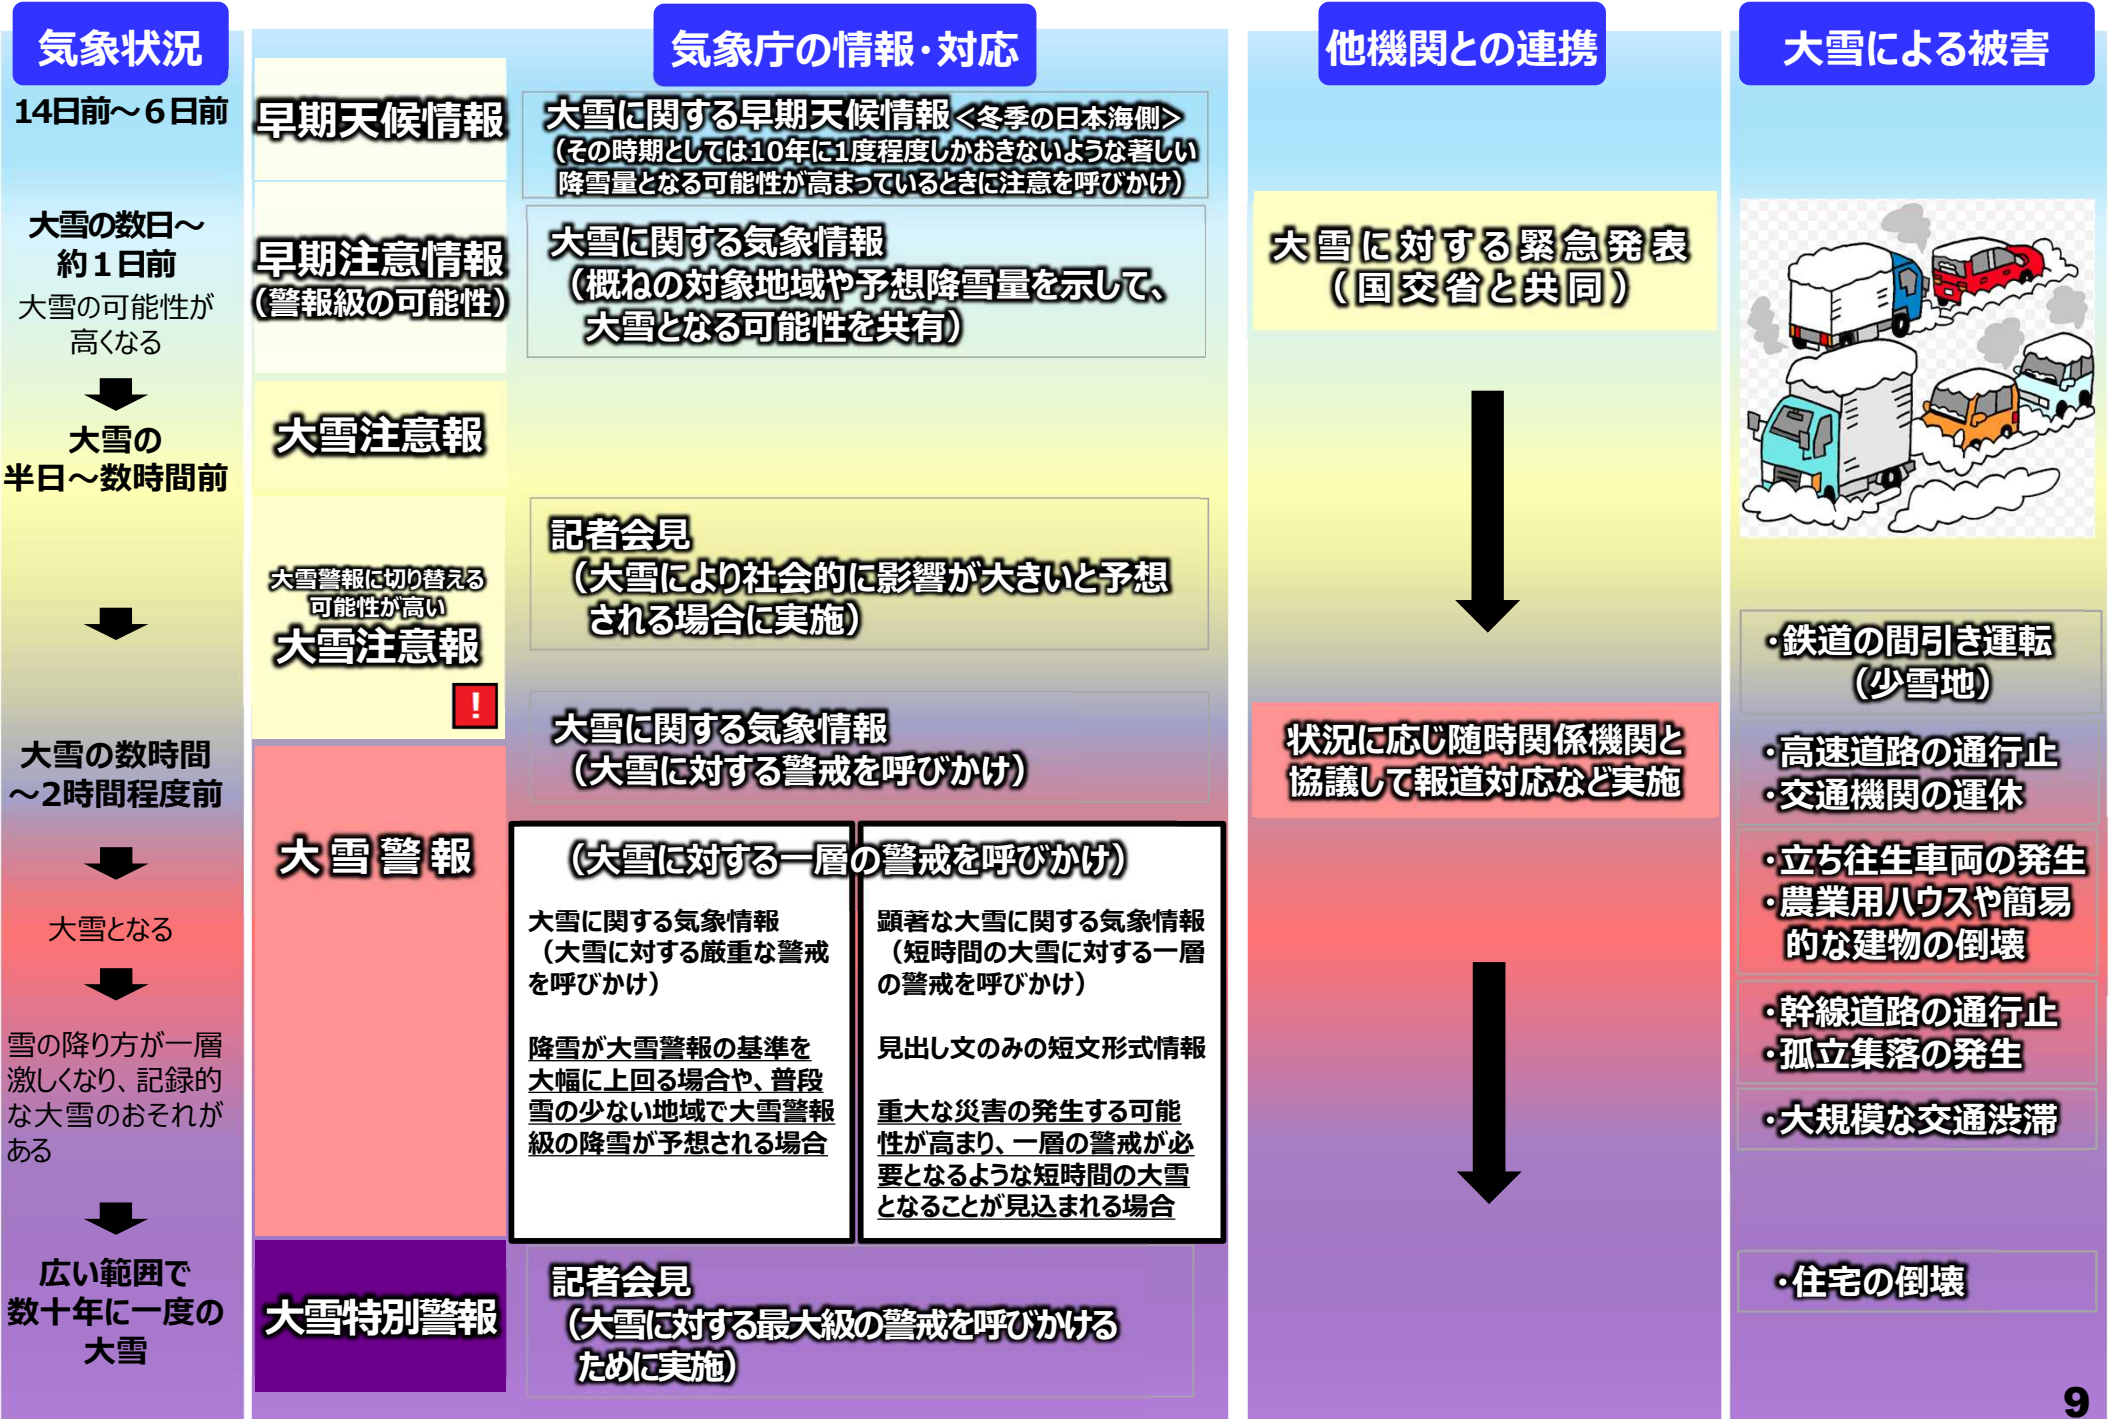 気象状況
14日前～6日前
大雪の数日～
約1日前
大雪の可能性が
高くなる
大雪の
半日～数時間前
大雪の数時間
～2時間程度前
大雪となる
雪の降り方が一層
激しくなり、記録的
な大雪のおそれが
ある
広い範囲で
数十年に一度の
大雪
気象庁の情報・対応
早期天候情報
早期注意情報
（警報級の可能性）
大雪注意報
大雪警報に切り替える
可能性が高い
大雪注意報
!
大雪警報
大雪特別警報
大雪に関する早期天候情報＜冬季の日本海側＞
（その時期としては10年に1度程度しかおきないような著しい
降雪量となる可能性が高まっているときに注意を呼びかけ）
大雪に関する気象情報
（概ねの対象地域や予想降雪量を示して、
大雪となる可能性を共有）
記者会見
（大雪により社会的に影響が大きいと予想
される場合に実施）
大雪に関する気象情報
（大雪に対する警戒を呼びかけ）
（大雪に対する一層の警戒を呼びかけ）
大雪に関する気象情報
（大雪に対する厳重な警戒
を呼びかけ）
降雪が大雪警報の基準を
大幅に上回る場合や、普段
雪の少ない地域で大雪警報
級の降雪が予想される場合
顕著な大雪に関する気象情報
（短時間の大雪に対する一層
の警戒を呼びかけ）
見出し文のみの短文形式情報
重大な災害の発生する可能
性が高まり、一層の警戒が必
要となるような短時間の大雪
となることが見込まれる場合
記者会見
（大雪に対する最大級の警戒を呼びかける
ために実施）
他機関との連携
大雪に対する緊急発表
（国交省と共同）
状況に応じ随時関係機関と
協議して報道対応など実施
大雪による被害
・鉄道の間引き運転
（少雪地）
・高速道路の通行止
・交通機関の運休
・立ち往生車両の発生
・農業用ハウスや簡易
的な建物の倒壊
・幹線道路の通行止
・孤立集落の発生
・大規模な交通渋滞
・住宅の倒壊
9